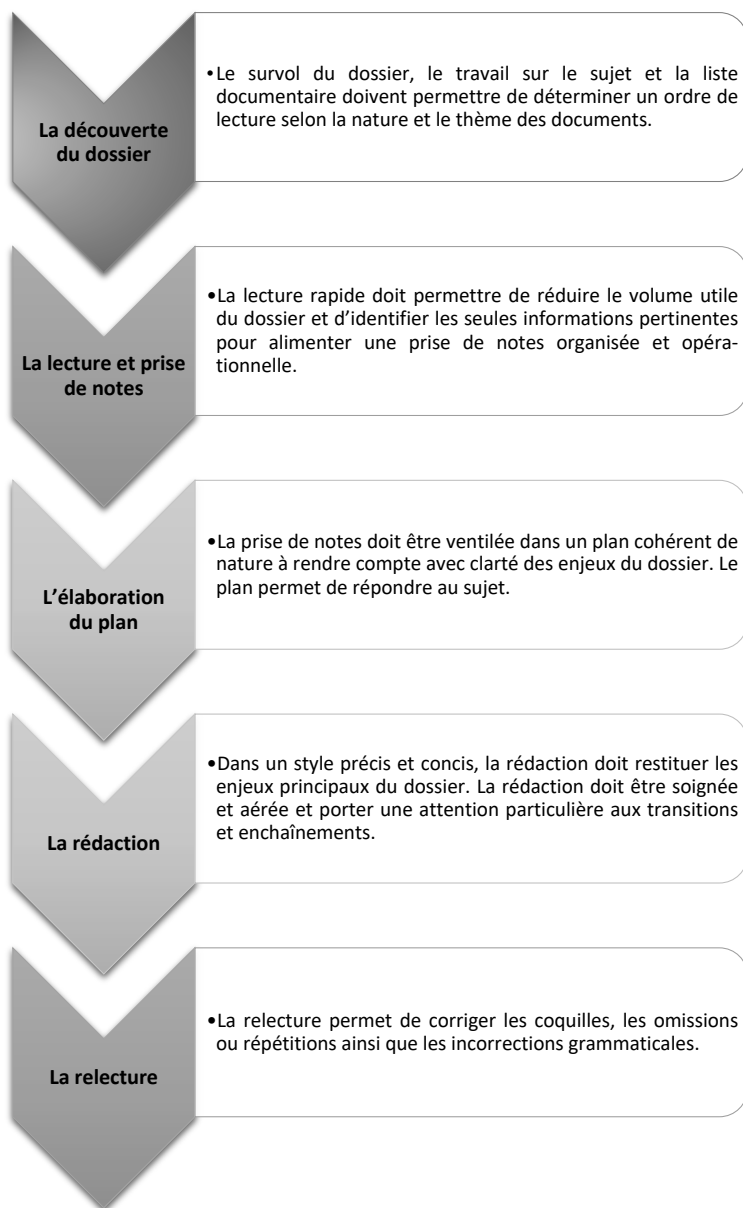 La découverte
du dossier
•Le survol du dossier, le travail sur le sujet et la liste
documentaire doivent permettre de déterminer un ordre de
lecture selon la nature et le thème des documents.
La lecture et prise
de notes
•La lecture rapide doit permettre de réduire le volume utile
du dossier et d’identifier les seules informations pertinentes
pour alimenter une prise de notes organisée et opéra-
tionnelle.
L’élaboration
du plan
•La prise de notes doit être ventilée dans un plan cohérent de
nature à rendre compte avec clarté des enjeux du dossier. Le
plan permet de répondre au sujet.
La rédaction
•Dans un style précis et concis, la rédaction doit restituer les
enjeux principaux du dossier. La rédaction doit être soignée
et aérée et porter une attention particulière aux transitions
et enchaînements.
La relecture
•La relecture permet de corriger les coquilles, les omissions
ou répétitions ainsi que les incorrections grammaticales.